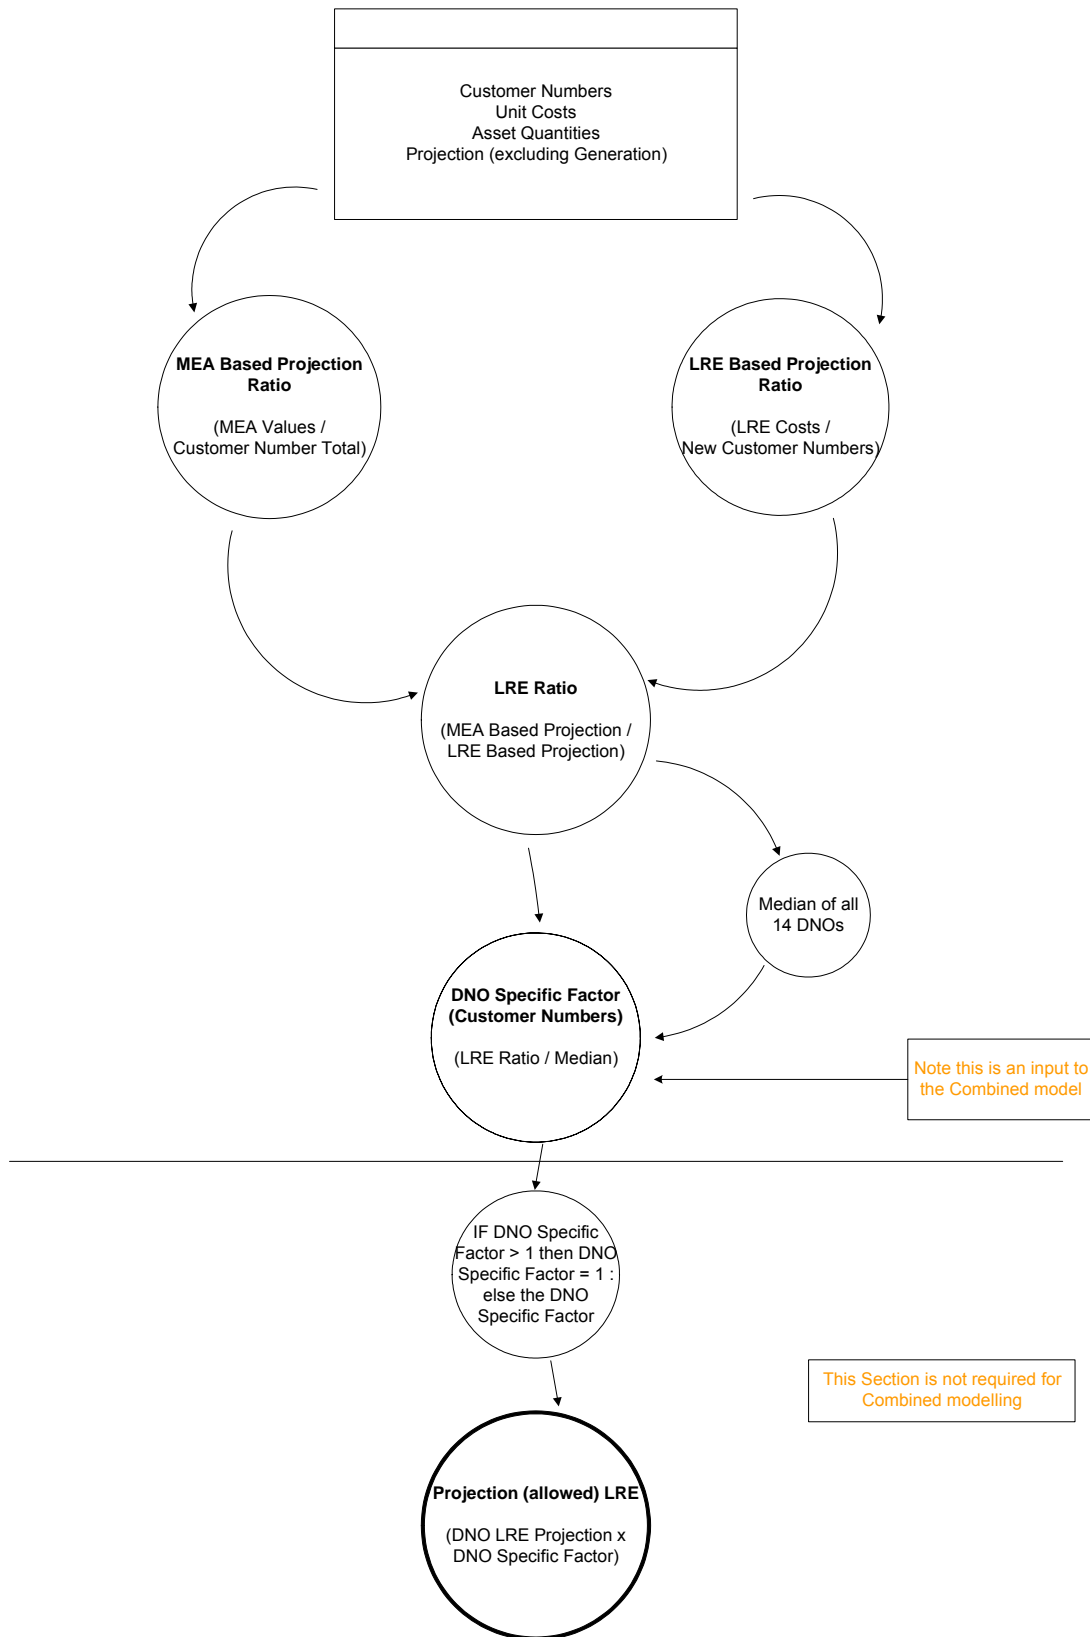 Customer Numbers
Unit Costs
Asset Quantities
Projection (excluding Generation)
MEA Based Projection
Ratio
(MEA Values /
Customer Number Total)
LRE Based Projection
Ratio
(LRE Costs /
New Customer Numbers)
LRE Ratio
(MEA Based Projection /
LRE Based Projection)
Median of all
14 DNOs
DNO Specific Factor
(Customer Numbers)
(LRE Ratio / Median)
Note this is an input to
the Combined model
IF DNO Specific
Factor > 1 then DNO
Specific Factor = 1 :
else the DNO
Specific Factor
This Section is not required for
Combined modelling
Projection (allowed) LRE
(DNO LRE Projection x
DNO Specific Factor)